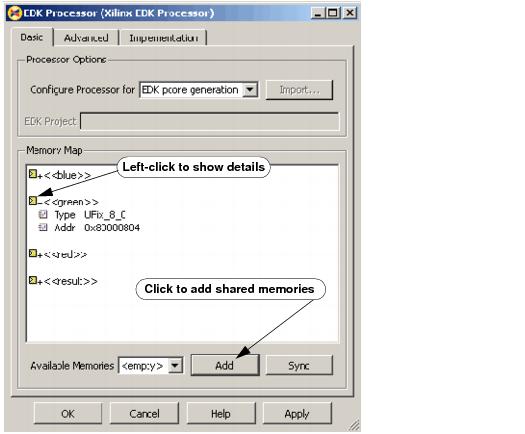 EDK Processor (Xilinx EDK Processor)
Basic Advanced Implementation
Processor Options
Configure Processor for EDK pcore generation Import...
EDK Project
Memory Map
Left-click to show details
+<<blue>>
-<<green>>
Type UFix_8_0
Addr 0x80000804
+<<red>>
+<<result>>
Click to add shared memories
Available Memories <empty> Add Sync
OK Cancel Help Apply